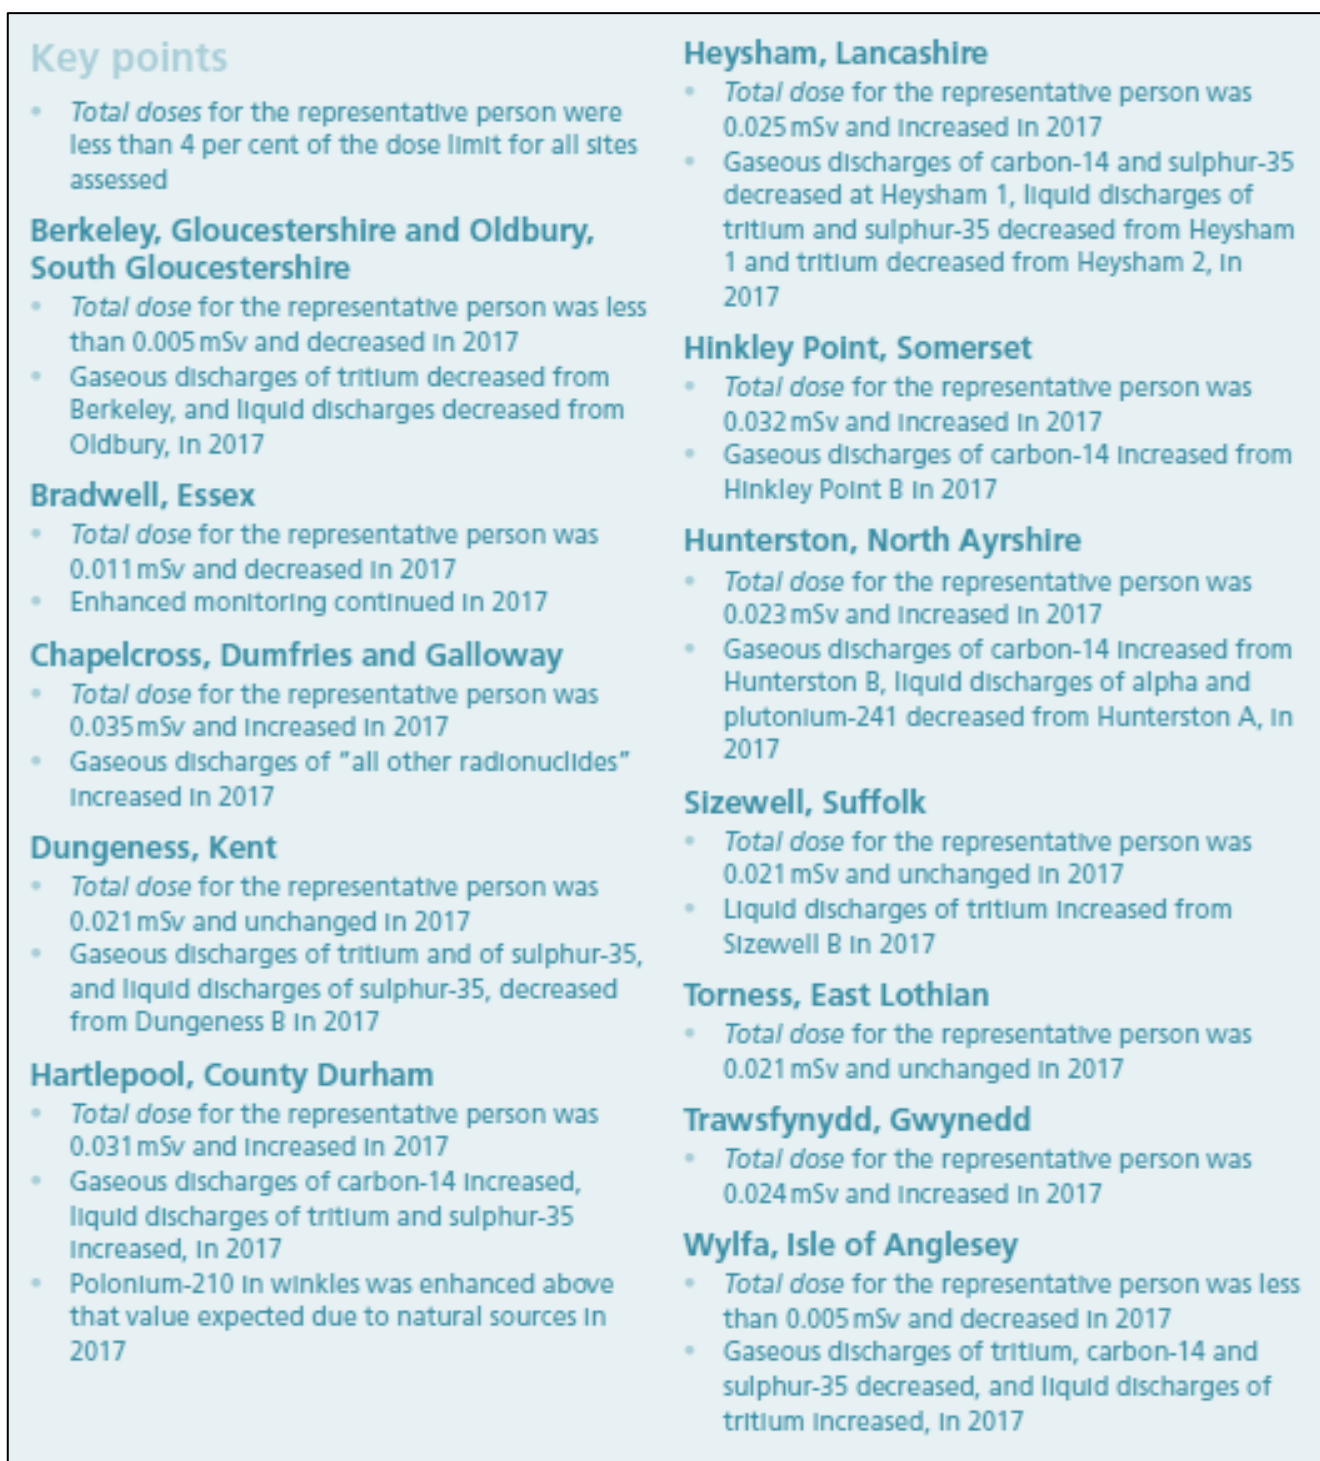 Key points
• Total doses for the representative person were
less than 4 per cent of the dose limit for all sites
assessed
Berkeley, Gloucestershire and Oldbury,
South Gloucestershire
• Total dose for the representative person was less
than 0.005 mSv and decreased in 2017
• Gaseous discharges of tritium decreased from
Berkeley, and liquid discharges decreased from
Oldbury, in 2017
Bradwell, Essex
• Total dose for the representative person was
0.011 mSv and decreased in 2017
• Enhanced monitoring continued in 2017
Chapelcross, Dumfries and Galloway
• Total dose for the representative person was
0.035 mSv and increased in 2017
• Gaseous discharges of "all other radionuclides"
increased in 2017
Dungeness, Kent
• Total dose for the representative person was
0.021 mSv and unchanged in 2017
• Gaseous discharges of tritium and of sulphur-35,
and liquid discharges of sulphur-35, decreased
from Dungeness B in 2017
Hartlepool, County Durham
• Total dose for the representative person was
0.031 mSv and increased in 2017
• Gaseous discharges of carbon-14 increased,
liquid discharges of tritium and sulphur-35
increased, in 2017
• Polonium-210 in winkles was enhanced above
that value expected due to natural sources in
2017
Heysham, Lancashire
• Total dose for the representative person was
0.025 mSv and increased in 2017
• Gaseous discharges of carbon-14 and sulphur-35
decreased at Heysham 1, liquid discharges of
tritium and sulphur-35 decreased from Heysham
1 and tritium decreased from Heysham 2, in
2017
Hinkley Point, Somerset
• Total dose for the representative person was
0.032 mSv and increased in 2017
• Gaseous discharges of carbon-14 increased from
Hinkley Point B in 2017
Hunterston, North Ayrshire
• Total dose for the representative person was
0.023 mSv and increased in 2017
• Gaseous discharges of carbon-14 increased from
Hunterston B, liquid discharges of alpha and
plutonium-241 decreased from Hunterston A, in
2017
Sizewell, Suffolk
• Total dose for the representative person was
0.021 mSv and unchanged in 2017
• Liquid discharges of tritium increased from
Sizewell B in 2017
Torness, East Lothian
• Total dose for the representative person was
0.021 mSv and unchanged in 2017
Trawsfynydd, Gwynedd
• Total dose for the representative person was
0.024 mSv and increased in 2017
Wylfa, Isle of Anglesey
• Total dose for the representative person was less
than 0.005 mSv and decreased in 2017
• Gaseous discharges of tritium, carbon-14 and
sulphur-35 decreased, and liquid discharges of
tritium increased, in 2017